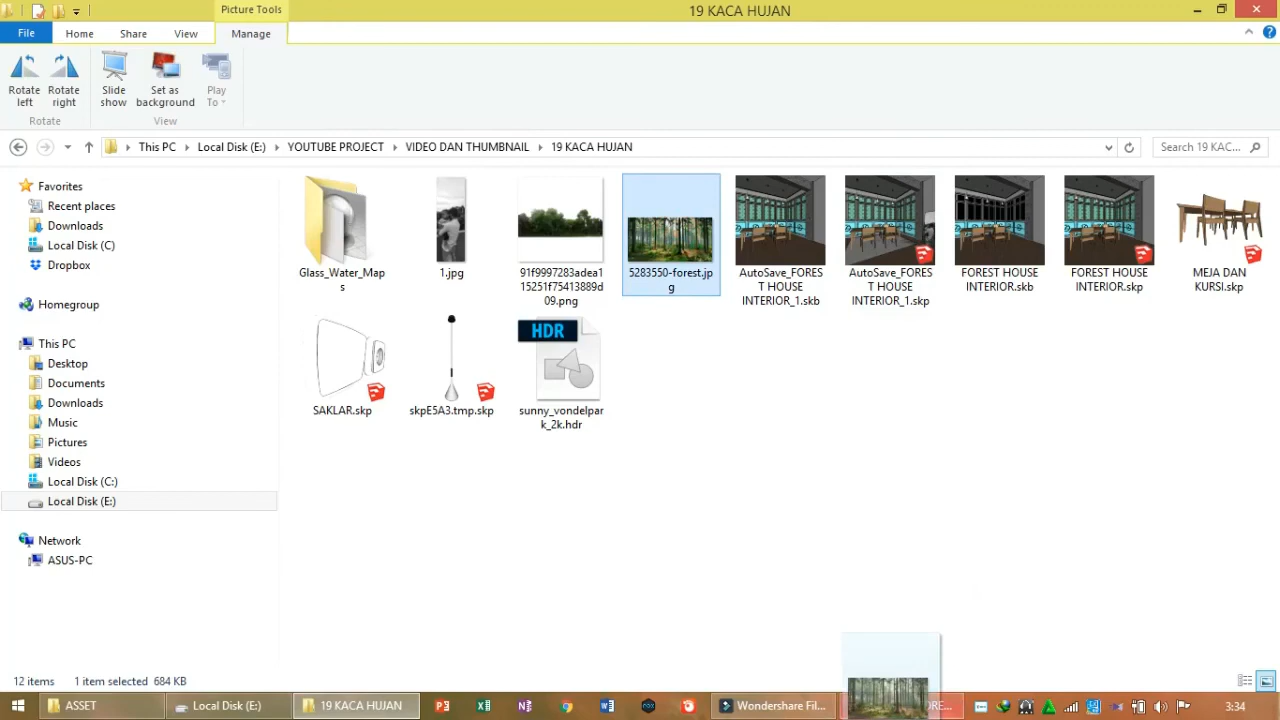 Picture Tools
19 KACA HUJAN
File
Home
Share
View
Manage
Rotate left
Rotate right
Slide show
Set as background
Play To
Rotate
View
This PC
Local Disk (E:)
YOUTUBE PROJECT
VIDEO DAN THUMBNAIL
19 KACA HUJAN
Search 19 KAC...
Favorites
Recent places
Downloads
Local Disk (C)
Dropbox
Homegroup
This PC
Desktop
Documents
Downloads
Music
Pictures
Videos
Local Disk (C:)
Local Disk (E:)
Network
ASUS-PC
Glass_Water_Map
s
1.jpg
91f9997283adea1
15251f75413889d
09.png
5283550-forest.jp
g
AutoSave_FORES
T HOUSE
INTERIOR_1.skb
AutoSave_FORES
T HOUSE
INTERIOR_1.skp
FOREST HOUSE
INTERIOR.skb
FOREST HOUSE
INTERIOR.skp
MEJA DAN
KURSI.skp
SAKLAR.skp
skpE5A3.tmp.skp
HDR
sunny_vondelpar
k_2k.hdr
12 items
1 item selected 684 KB
ASSET
Local Disk (E:)
19 KACA HUJAN
Wondershare Fil...
3:34